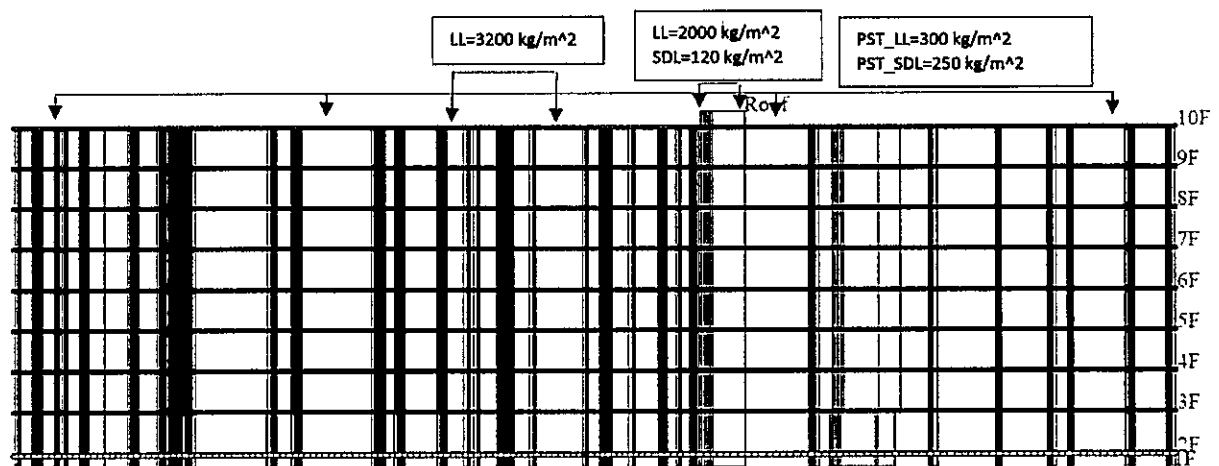 LL=3200 kg/m^2
LL=2000 kg/m^2
SDL=120 kg/m^2
PST_LL=300 kg/m^2
PST_SDL=250 kg/m^2
Roof
10F
9F
8F
7F
6F
5F
4F
3F
2F